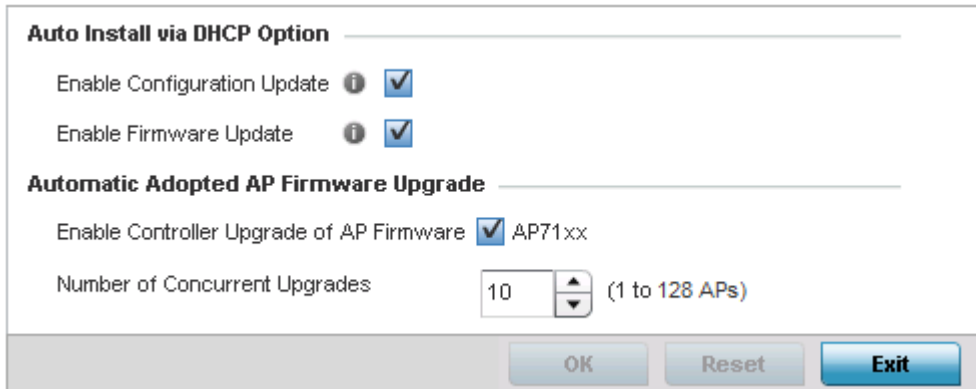 Auto Install via DHCP Option
Enable Configuration Update
Enable Firmware Update
Automatic Adopted AP Firmware Upgrade
Enable Controller Upgrade of AP Firmware AP71xx
Number of Concurrent Upgrades 10 (1 to 128 APs)
OK Reset Exit